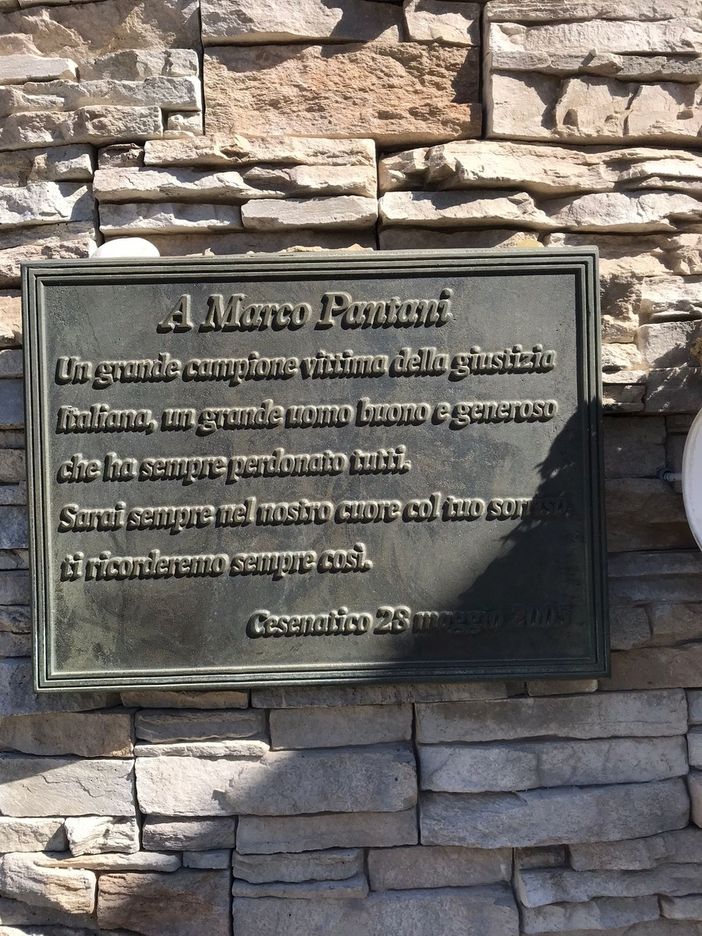 A Marco Pantani
Un grande campione vittima della giustizia
Italiana, un grande uomo buono e generoso
che ha sempre perdonato tutti.
Sarai sempre nel nostro cuore col tuo sorriso,
ti ricorderemo sempre così.
Cesenatico 28 maggio 2005